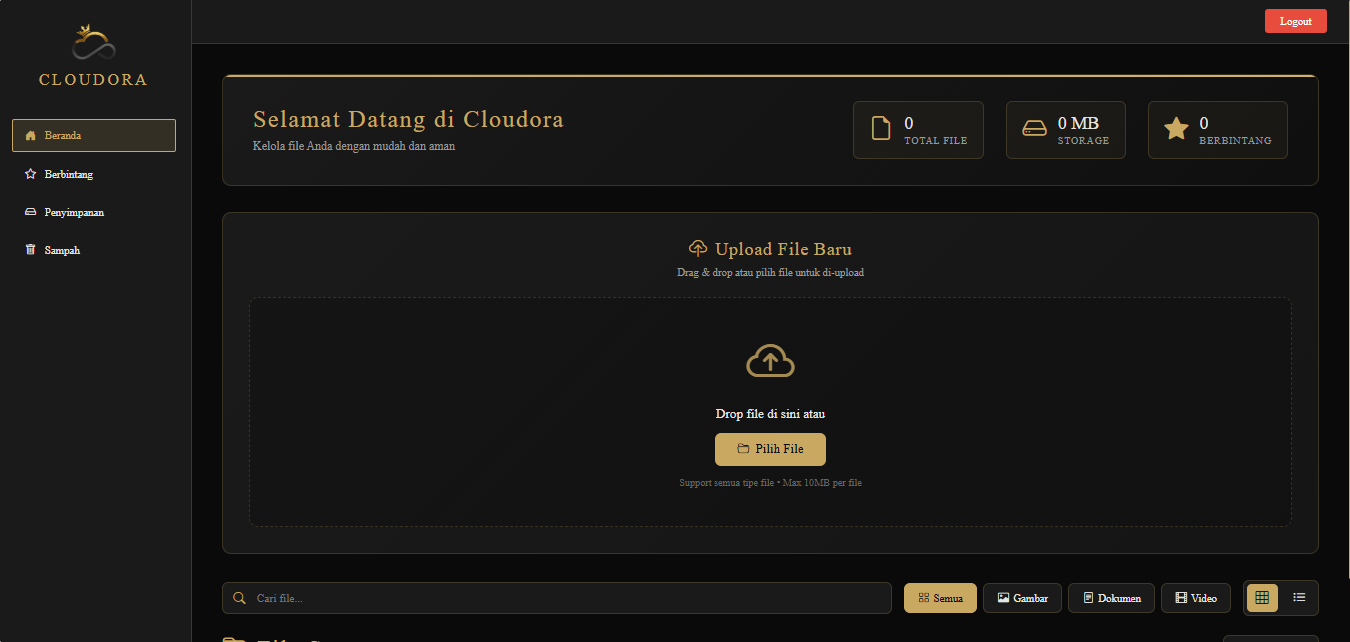 Logout
CLOUDORA
Beranda
Berbintang
Penyimpanan
Sampah
Selamat Datang di Cloudora
Kelola file Anda dengan mudah dan aman
0
TOTAL FILE
0 MB
STORAGE
0
BERBINTANG
Upload File Baru
Drag & drop atau pilih file untuk di-upload
Drop file di sini atau
Pilih File
Support semua tipe file • Max 10MB per file
Cari file...
Semua
Gambar
Dokumen
Video